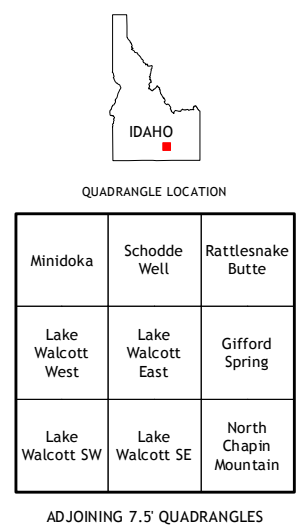 IDAHO
QUADRANGLE LOCATION
Minidoka
Schodde
Well
Rattlesnake
Butte
Lake
Walcott
West
Lake
Walcott
East
Gifford
Spring
Lake
Walcott SW
Lake
Walcott SE
North
Chapin
Mountain
ADJOINING 7.5' QUADRANGLES